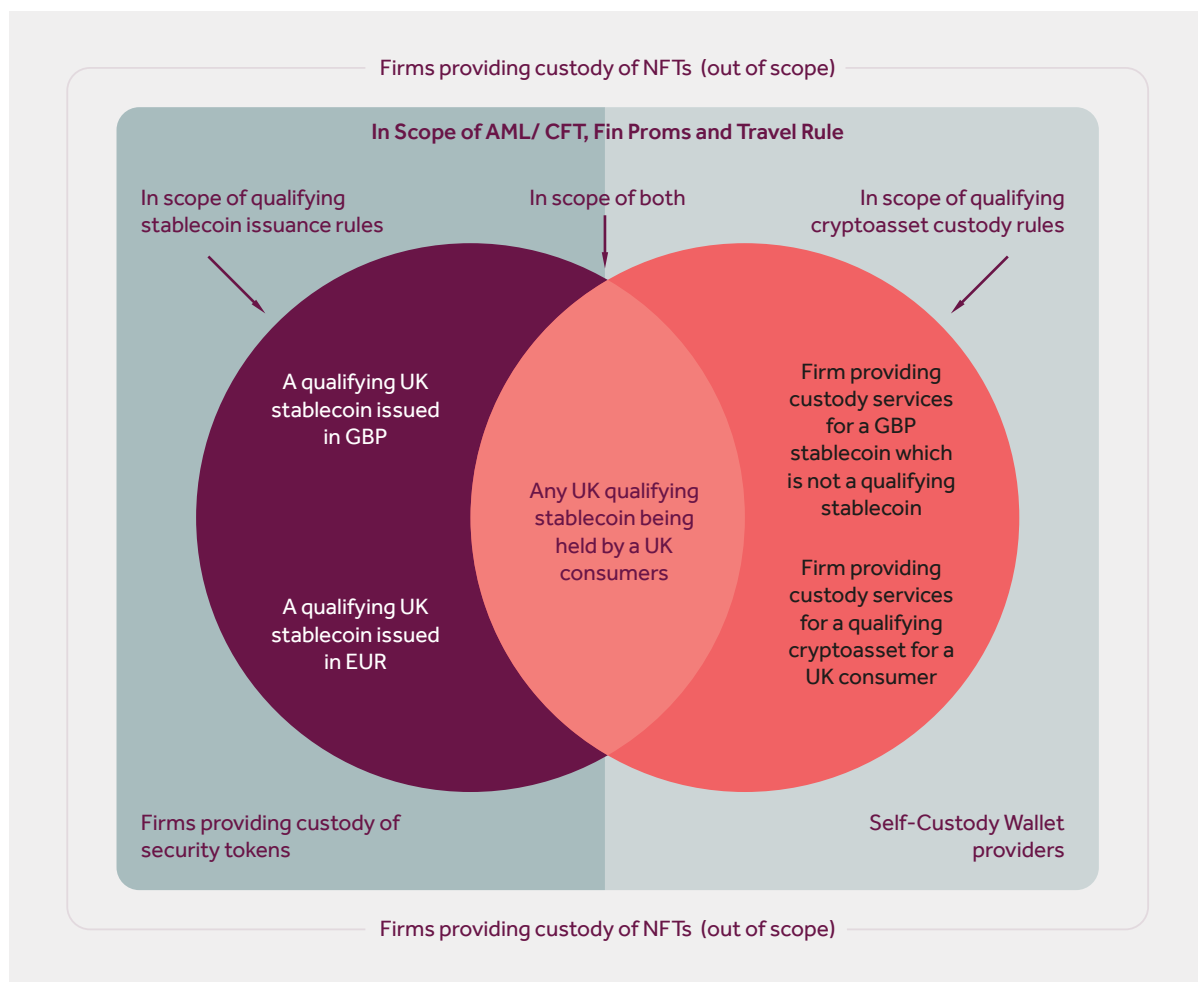 Firms providing custody of NFTs (out of scope)
In Scope of AML/ CFT, Fin Proms and Travel Rule
In scope of qualifying
stablecoin issuance rules
In scope of both
In scope of qualifying
cryptoasset custody rules
A qualifying UK
stablecoin issued
in GBP
A qualifying UK
stablecoin issued
in EUR
Any UK qualifying
stablecoin being
held by a UK
consumers
Firm providing
custody services
for a GBP
stablecoin which
is not a qualifying
stablecoin
Firm providing
custody services
for a qualifying
cryptoasset for a
UK consumer
Firms providing custody of
security tokens
Self-Custody Wallet
providers
Firms providing custody of NFTs (out of scope)